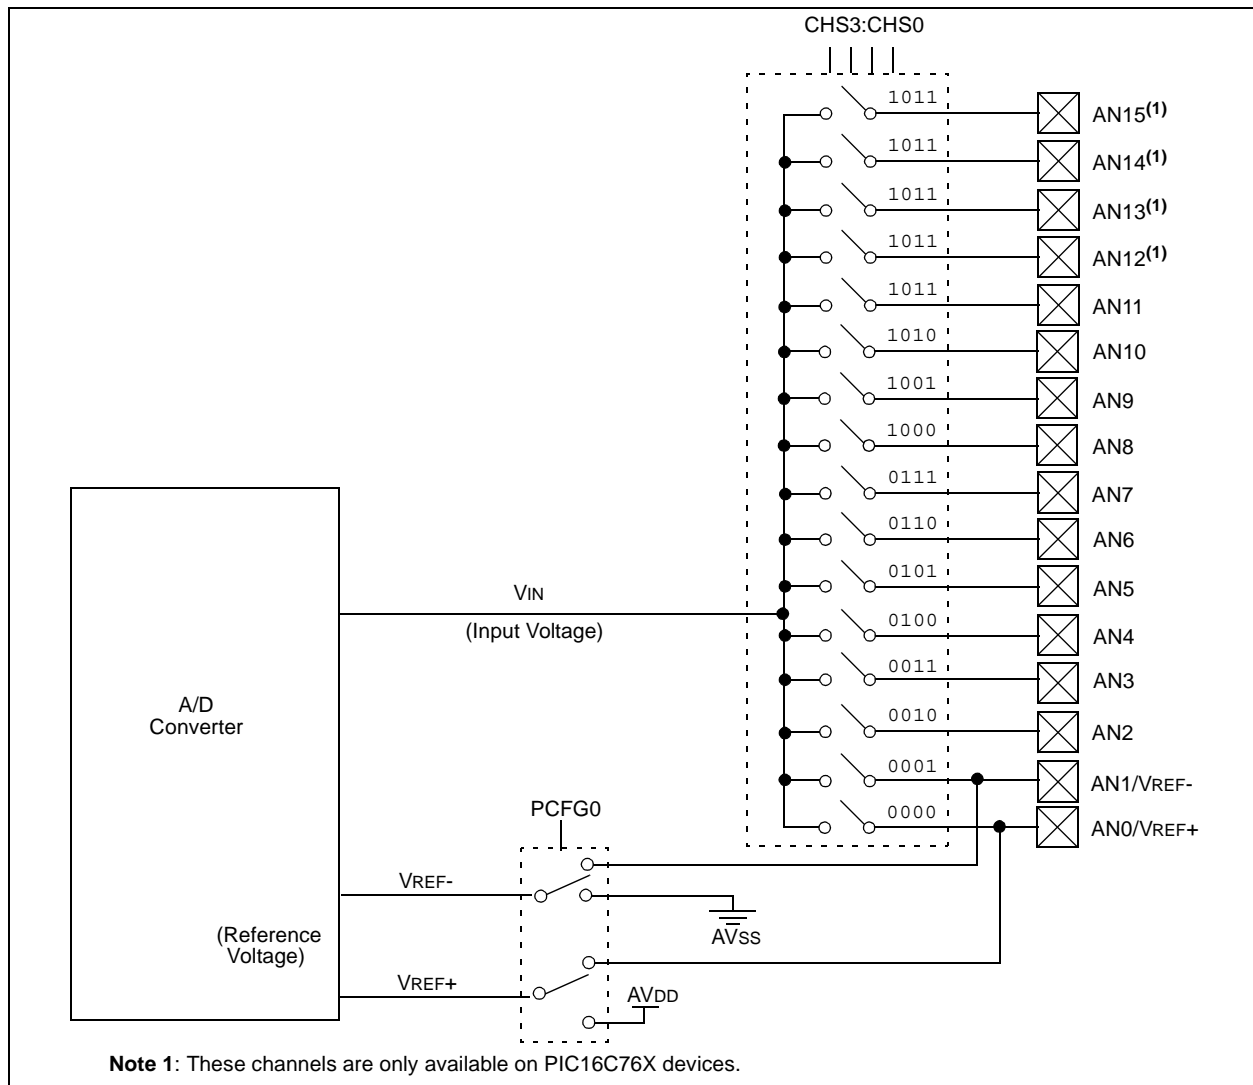 CHS3:CHS0
1011 AN15(1)
1011 AN14(1)
1011 AN13(1)
1011 AN12(1)
1011 AN11
1010 AN10
1001 AN9
1000 AN8
0111 AN7
0110 AN6
0101 AN5
VIN
(Input Voltage)
0100 AN4
0011 AN3
A/D
Converter
0010 AN2
0001 AN1/VREF-
PCFG0
0000 AN0/VREF+
VREF-
AVSS
(Reference
Voltage)
VREF+
AVDD
Note 1: These channels are only available on PIC16C76X devices.